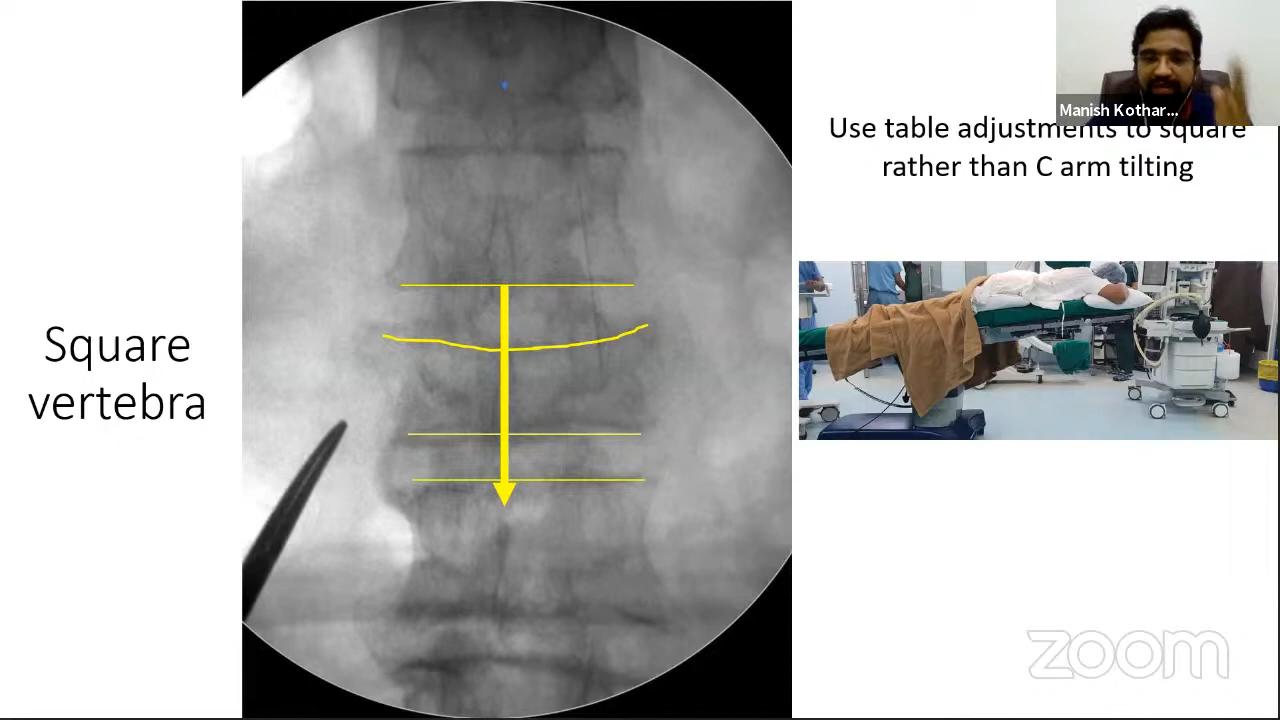 Square
vertebra
Manish Kothar...
Use table adjustments to square
rather than C arm tilting
zoom